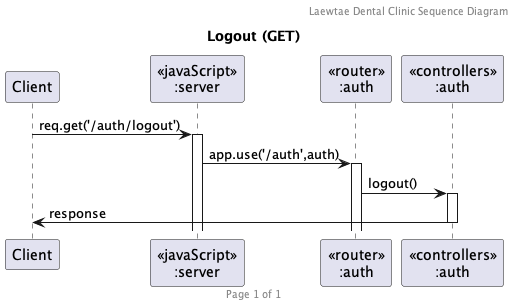 Laewtae Dental Clinic Sequence Diagram
Logout (GET)
Client
«javaScript»
:server
«router»
:auth
«controllers»
:auth
req.get('/auth/logout')
app.use('/auth',auth)
logout()
response
Client
«javaScript»
:server
«router»
:auth
«controllers»
:auth
Page 1 of 1